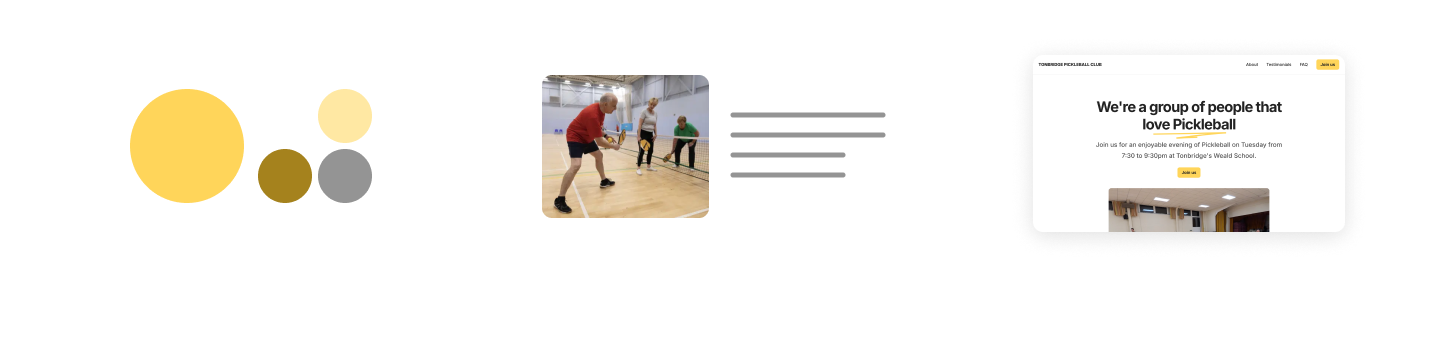 TONBRIDGE PICKLEBALL CLUB
About Testimonials FAQ Join us
We're a group of people that
love Pickleball
Join us for an enjoyable evening of Pickleball on Tuesday from
7:30 to 9:30pm at Tonbridge's Weald School.
Join us